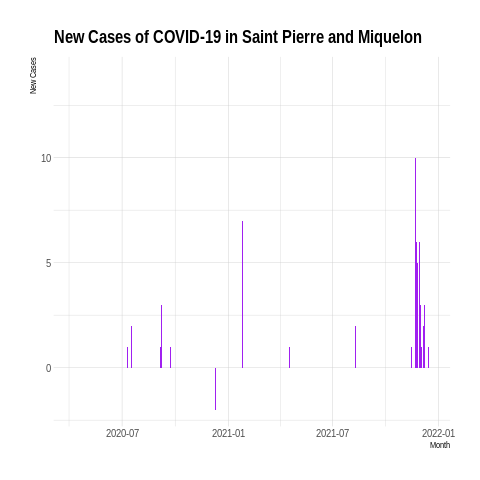 New Cases of COVID-19 in Saint Pierre and Miquelon
New Cases
10
5
0
2020-07
2021-01
2021-07
2022-01
Month